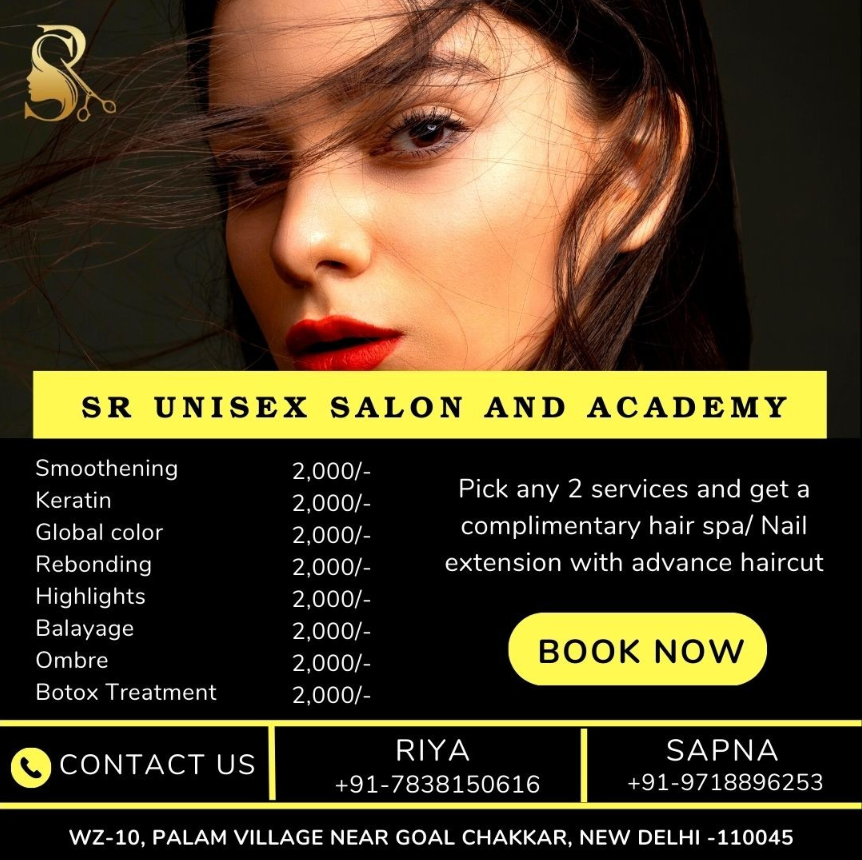 SR
SR UNISEX SALON AND ACADEMY
Smoothening 2,000/-
Keratin 2,000/-
Global color 2,000/-
Rebonding 2,000/-
Highlights 2,000/-
Balayage 2,000/-
Ombre 2,000/-
Botox Treatment 2,000/-
Pick any 2 services and get a
complimentary hair spa/ Nail
extension with advance haircut
BOOK NOW
CONTACT US
RIYA
+91-7838150616
SAPNA
+91-9718896253
WZ-10, PALAM VILLAGE NEAR GOAL CHAKKAR, NEW DELHI -110045